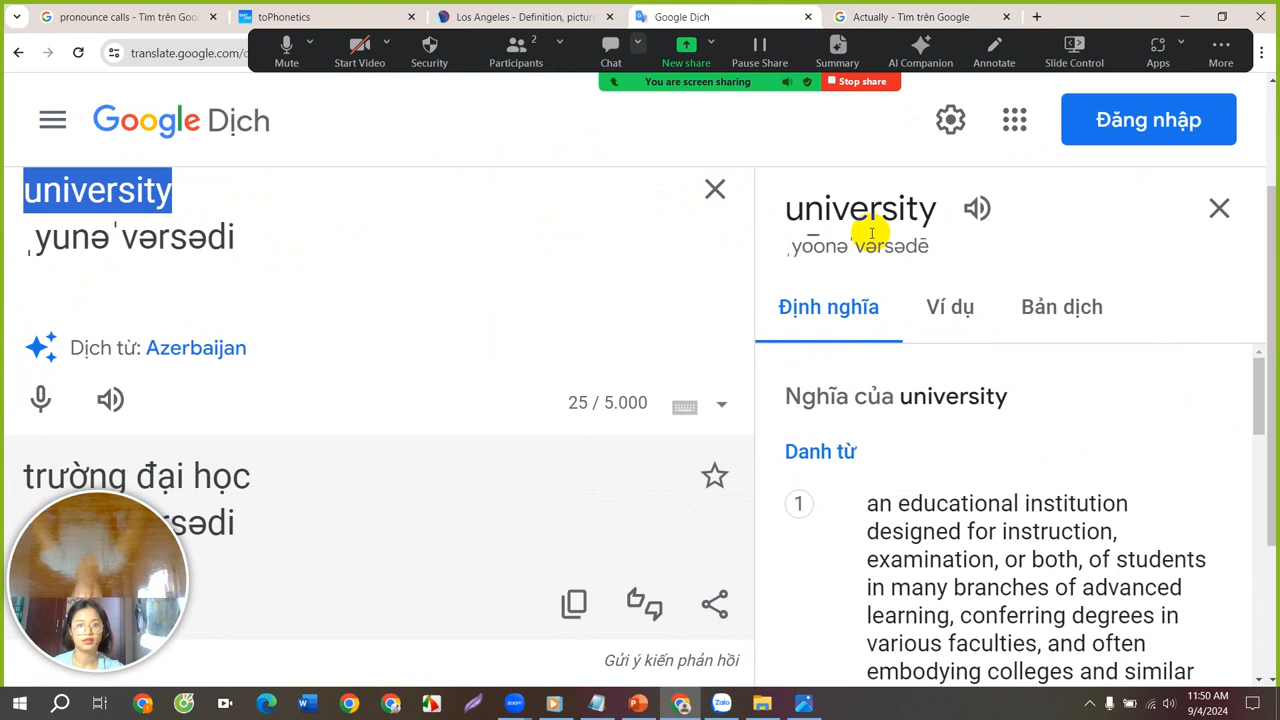 pronounce calls - Tìm trên Goo
toPhonetics
Los Angeles - Definition, picture
Google Dịch
Actually - Tìm trên Google
translate.google.com/
Mute
Start Video
Security
Participants
2
Chat
New share
Pause Share
Summary
AI Companion
Annotate
Slide Control
Apps
More
You are screen sharing
Stop share
Google Dịch
Đăng nhập
university
ˌyunəˈvərsədi
Dịch từ: Azerbaijan
25 / 5.000
trường đại học
rsədi
Gửi ý kiến phản hồi
university
ˌyo͞onəˈvərsədē
Định nghĩa
Ví dụ
Bản dịch
Nghĩa của university
Danh từ
1
an educational institution
designed for instruction,
examination, or both, of students
in many branches of advanced
learning, conferring degrees in
various faculties, and often
embodying colleges and similar
zoom
Zalo
11:50 AM
9/4/2024